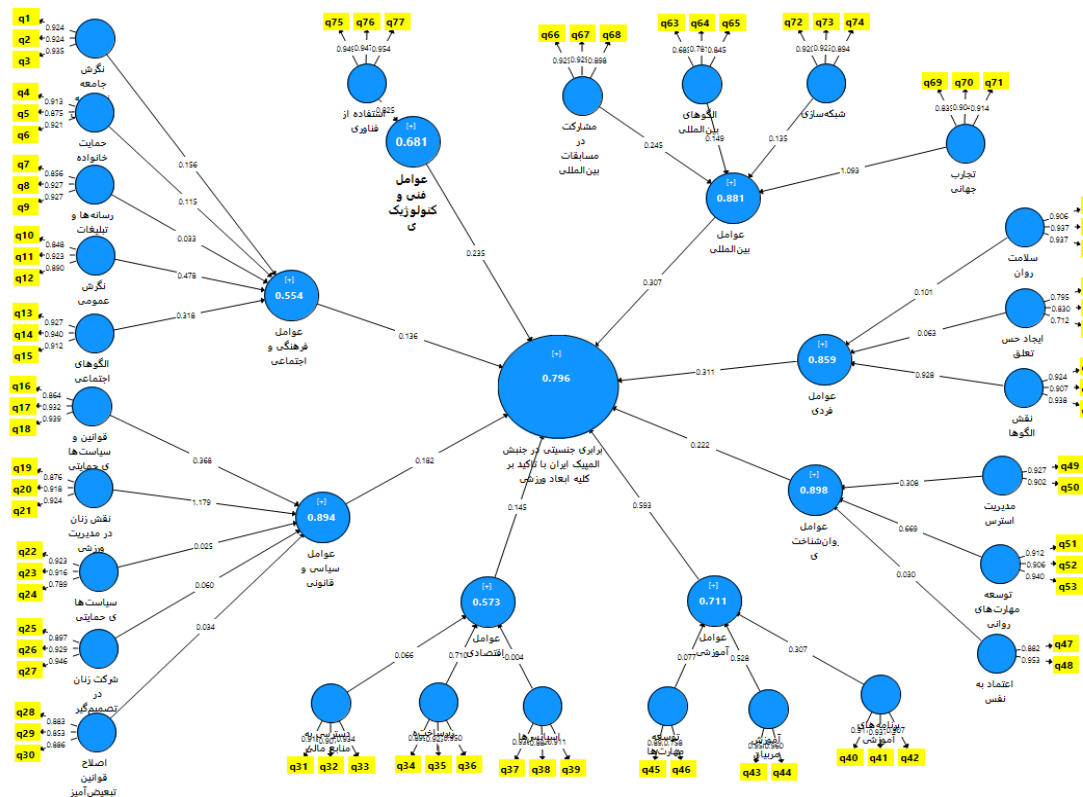 q1
q2
q3
0.924
0.924
0.935
نگرش
جامعه
q4
q5
q6
0.913
0.875
0.921
حمایت
خانواده
q7
q8
q9
0.856
0.927
0.927
رسانه‌ها و
تبلیغات
q10
q11
q12
0.848
0.923
0.890
نگرش
عمومی
q13
q14
q15
0.927
0.940
0.912
الگوهای
اجتماعی
q16
q17
q18
0.864
0.932
0.939
قوانین و
سیاست‌ها
ی حمایتی
q19
q20
q21
0.876
0.918
0.924
نقش زنان
در مدیریت
ورزشی
q22
q23
q24
0.923
0.916
0.789
سیاست‌ها
ی حمایتی
q25
q26
q27
0.897
0.929
0.946
شرکت زنان
در
تصمیم‌گیر
q28
q29
q30
0.883
0.853
0.886
اصلاح
قوانین
تبعیض‌آمیز
0.156
0.115
0.033
0.478
0.318
[+]
0.554
عوامل
فرهنگی و
اجتماعی
0.136
0.368
1.179
0.025
0.060
0.034
[+]
0.894
عوامل
سیاسی و
قانونی
0.182
q75 q76 q77
0.954
استفاده از
فناوری
[+]
0.681
عوامل
فنی و
کنولوژیک
ی
0.235
q66 q67 q68
0.898
مشارکت
در
مسابقات
بین‌المللی
q63 q64 q65
0.845
الگوهای
بین‌المللی
q72 q73 q74
0.894
شبکه‌سازی
q69 q70 q71
0.914
تجارب
جهانی
0.245
0.149
0.135
1.093
[+]
0.881
عوامل
بین‌المللی
0.307
[+]
0.796
برابری جنسیتی در جنبش
المپیک ایران با تاکید بر
کلیه ابعاد ورزشی
0.906
0.937
0.937
سلامت
روان
0.795
0.830
0.712
ایجاد حس
تعلق
0.924
0.907
0.938
نقش
الگوها
0.101
0.063
0.928
[+]
0.859
عوامل
فردی
0.311
q49
q50
0.927
0.902
مدیریت
استرس
q51
q52
q53
0.912
0.906
0.940
توسعه
مهارت‌های
روانی
q47
q48
0.882
0.953
اعتماد به
نفس
0.308
0.669
0.030
[+]
0.898
عوامل
روان‌شناخت
ی
0.222
0.145
[+]
0.573
عوامل
اقتصادی
0.066
0.710
0.004
دسترسی به
منابع مالی
0.934
q31 q32 q33
q34 q35 q36
0.911
q37 q38 q39
0.593
[+]
0.711
عوامل
آموزشی
0.077
0.528
0.307
توسعه
مهارت‌ها
q45 q46
آموزش
q43 q44
برنامه‌های
آموزشی
q40 q41 q42